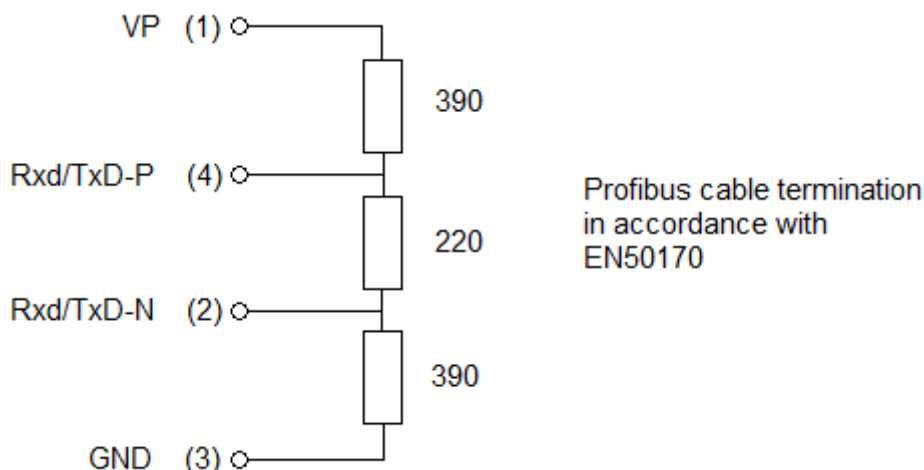 VP (1)
390
Rxd/TxD-P (4)
Profibus cable termination
in accordance with
EN50170
220
Rxd/TxD-N (2)
390
GND (3)